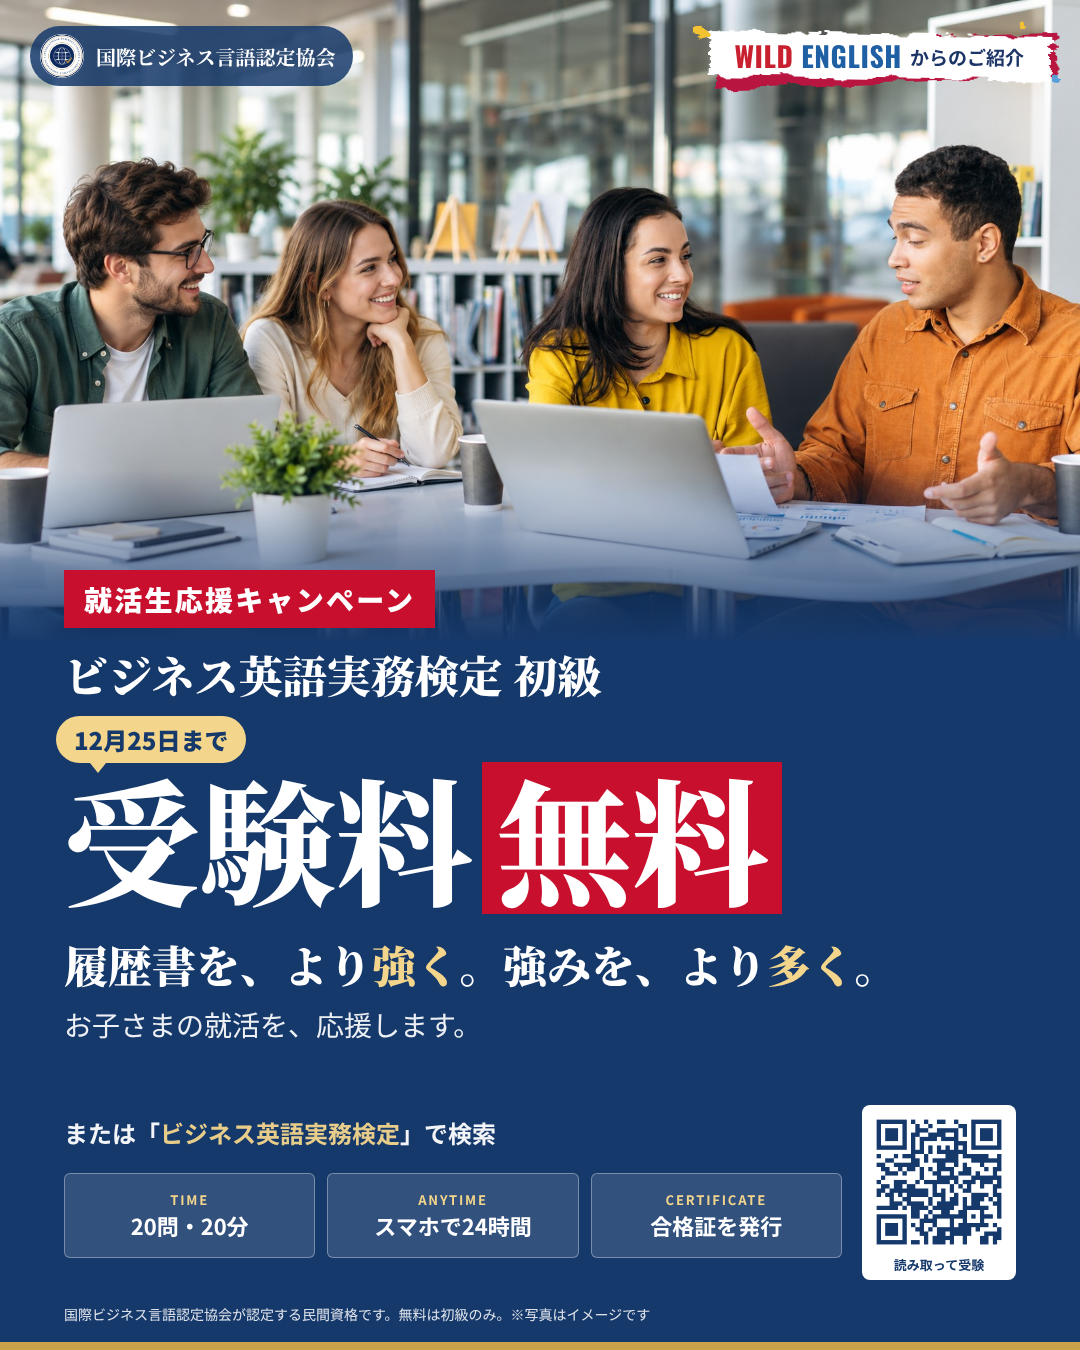 国際ビジネス言語認定協会
WILD ENGLISH からのご紹介
就活生応援キャンペーン
ビジネス英語実務検定 初級
12月25日まで
受験料 無料
履歴書を、より強く。強みを、より多く。
お子さまの就活を、応援します。
または「ビジネス英語実務検定」で検索
TIME
20問・20分
ANYTIME
スマホで24時間
CERTIFICATE
合格証を発行
読み取って受験
国際ビジネス言語認定協会が認定する民間資格です。無料は初級のみ。※写真はイメージです